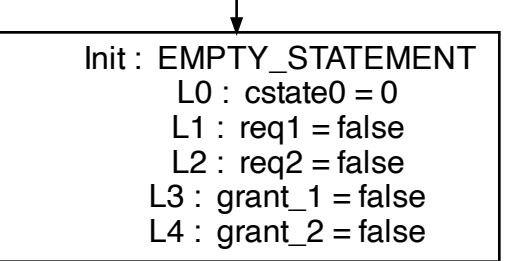 Init : EMPTY_STATEMENT
L0 : cstate0 = 0
L1 : req1 = false
L2 : req2 = false
L3 : grant_1 = false
L4 : grant_2 = false